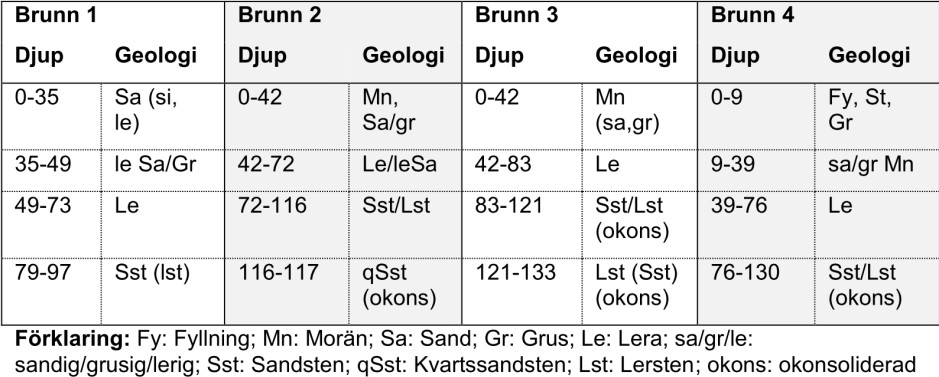 Brunn 1 Brunn 2 Brunn 3 Brunn 4
Djup Geologi Djup Geologi Djup Geologi Djup Geologi
0-35 Sa (si, 0-42 Mn, 0-42 Mn 0-9 Fy, St,
le) Sa/gr (sa,gr) Gr
35-49 le Sa/Gr 42-72 Le/leSa 42-83 Le 9-39 sa/gr Mn
49-73 Le 72-116 Sst/Lst 83-121 Sst/Lst 39-76 Le
(okons)
79-97 Sst (lst) 116-117 qSst 121-133 Lst (Sst) 76-130 Sst/Lst
(okons) (okons) (okons)
Förklaring: Fy: Fyllning; Mn: Morän; Sa: Sand; Gr: Grus; Le: Lera; sa/gr/le:
sandig/grusig/lerig; Sst: Sandsten; qSst: Kvartssandsten; Lst: Lersten; okons: okonsoliderad